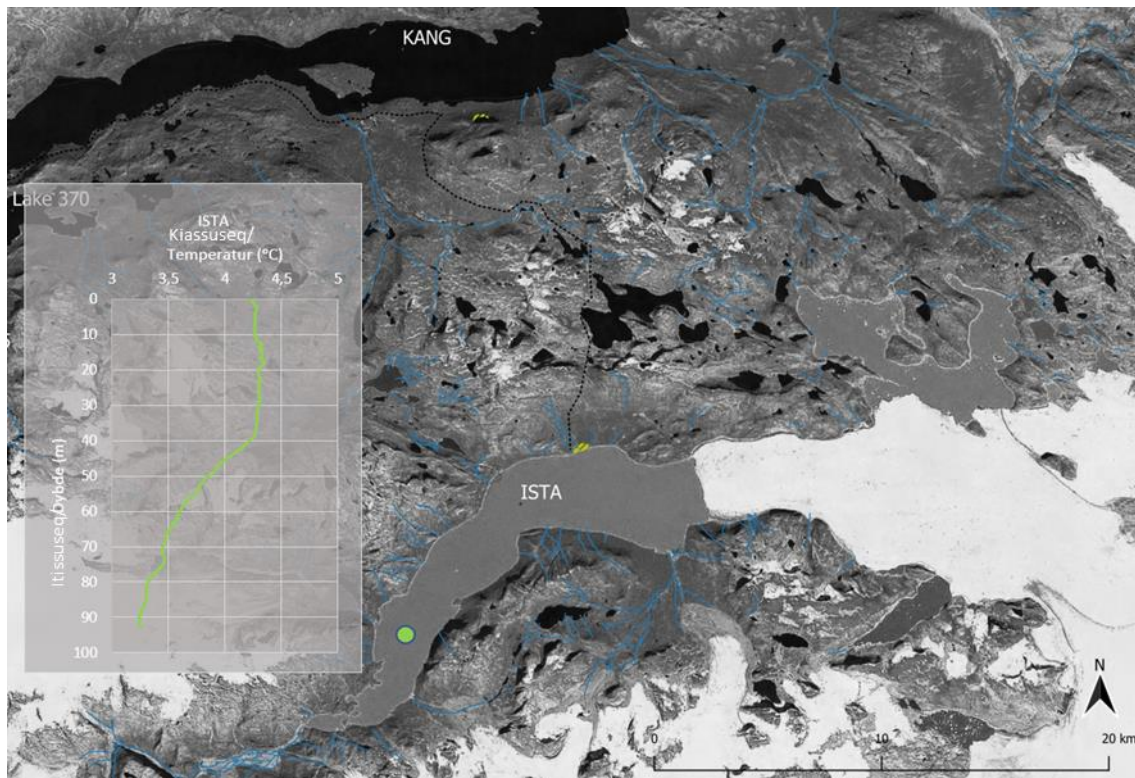 KANG
Lake 370
ISTA
Kiassuseq/
Temperatur (°C)
3 3,5 4 4,5 5
0
10
20
30
40
50
60
70
80
90
100
Itissuseq/Dybde (m)
ISTA
N
0 10 20 km